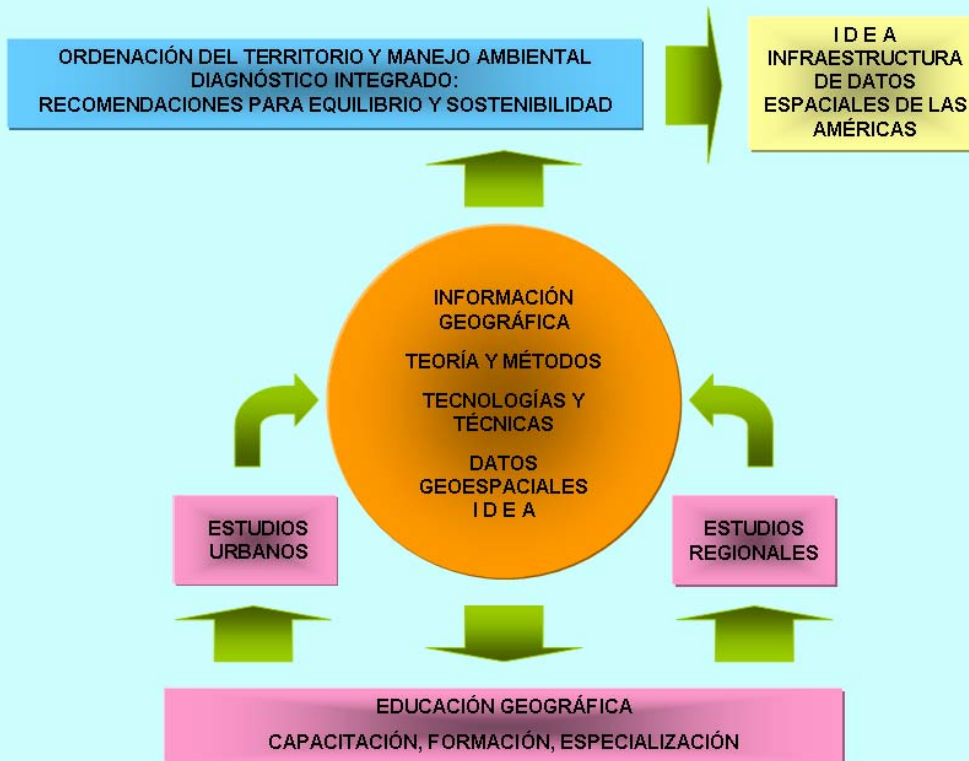 ORDENACIÓN DEL TERRITORIO Y MANEJO AMBIENTAL
DIAGNÓSTICO INTEGRADO:
RECOMENDACIONES PARA EQUILIBRIO Y SOSTENIBILIDAD
I D E A
INFRAESTRUCTURA
DE DATOS
ESPACIALES DE LAS
AMÉRICAS
INFORMACIÓN
GEOGRÁFICA
TEORÍA Y MÉTODOS
TECNOLOGÍAS Y
TÉCNICAS
DATOS
GEOESPACIALES
I D E A
ESTUDIOS
URBANOS
ESTUDIOS
REGIONALES
EDUCACIÓN GEOGRÁFICA
CAPACITACIÓN, FORMACIÓN, ESPECIALIZACIÓN